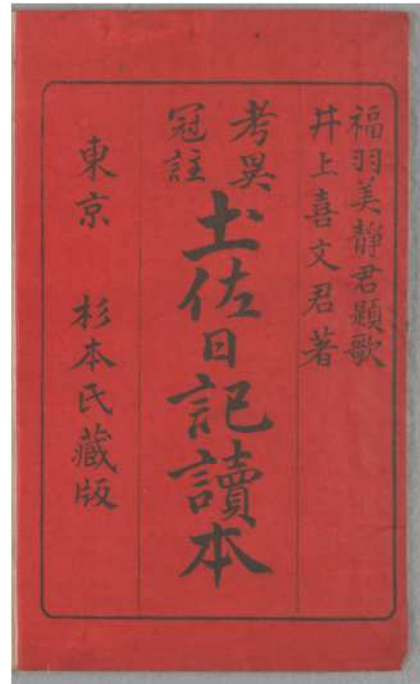 福羽美靜君題歌
井上喜文君著
考異
冠註
土佐日記讀本
東京 杉本氏藏版